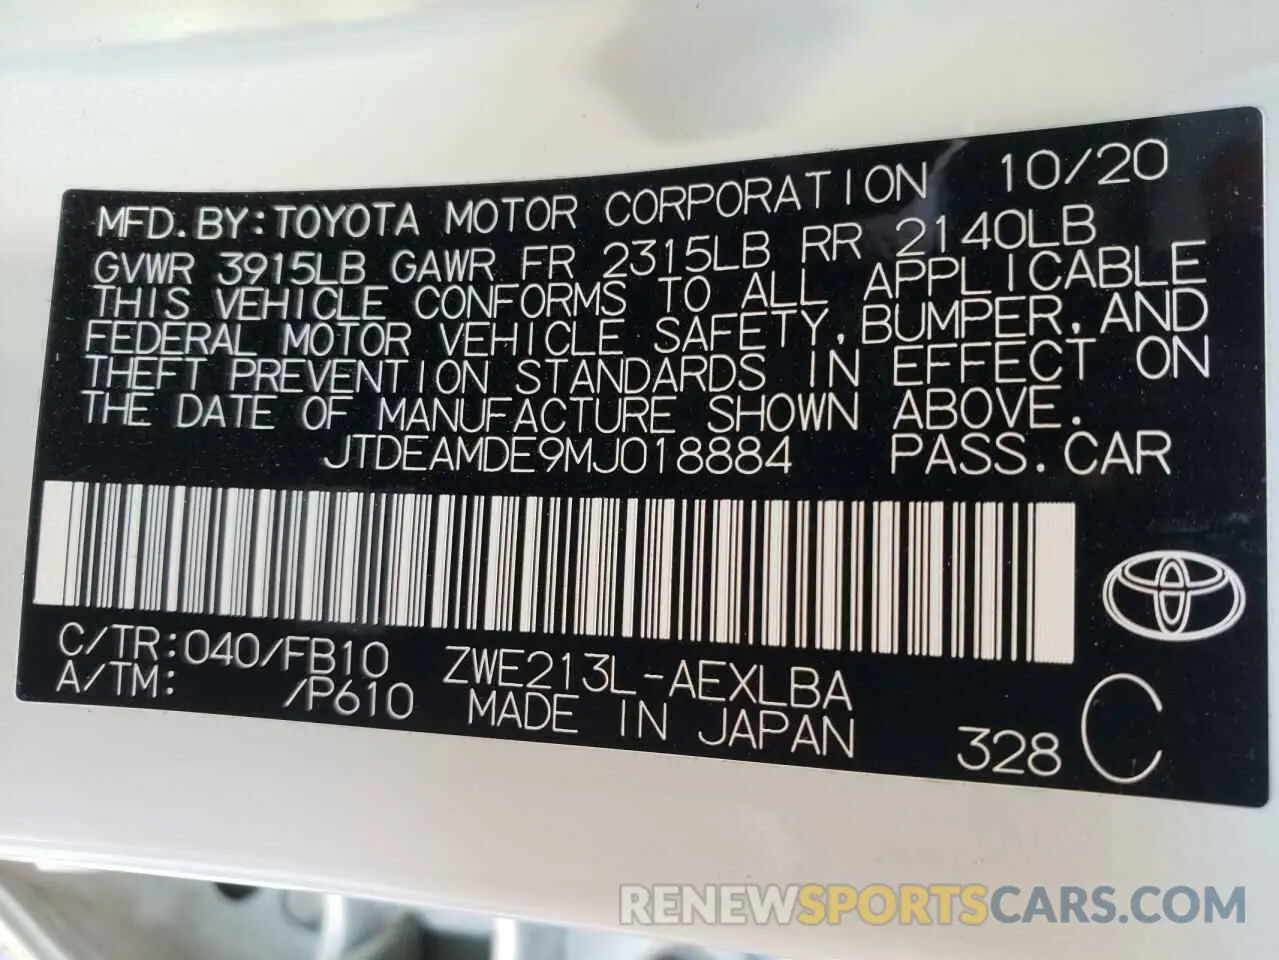 MFD.BY:TOYOTA MOTOR CORPORATION 10/20
GVWR 3915LB GAWR FR 2315LB RR 2140LB
THIS VEHICLE CONFORMS TO ALL APPLICABLE
FEDERAL MOTOR VEHICLE SAFETY,BUMPER,AND
THEFT PREVENTION STANDARDS IN EFFECT ON
THE DATE OF MANUFACTURE SHOWN ABOVE.
JTDEAMDE9MJ018884 PASS.CAR
C/TR:040/FB10 ZWE213L-AEXLBA
A/TM: /P610 MADE IN JAPAN 328 C
RENEWSPORTSCARS.COM